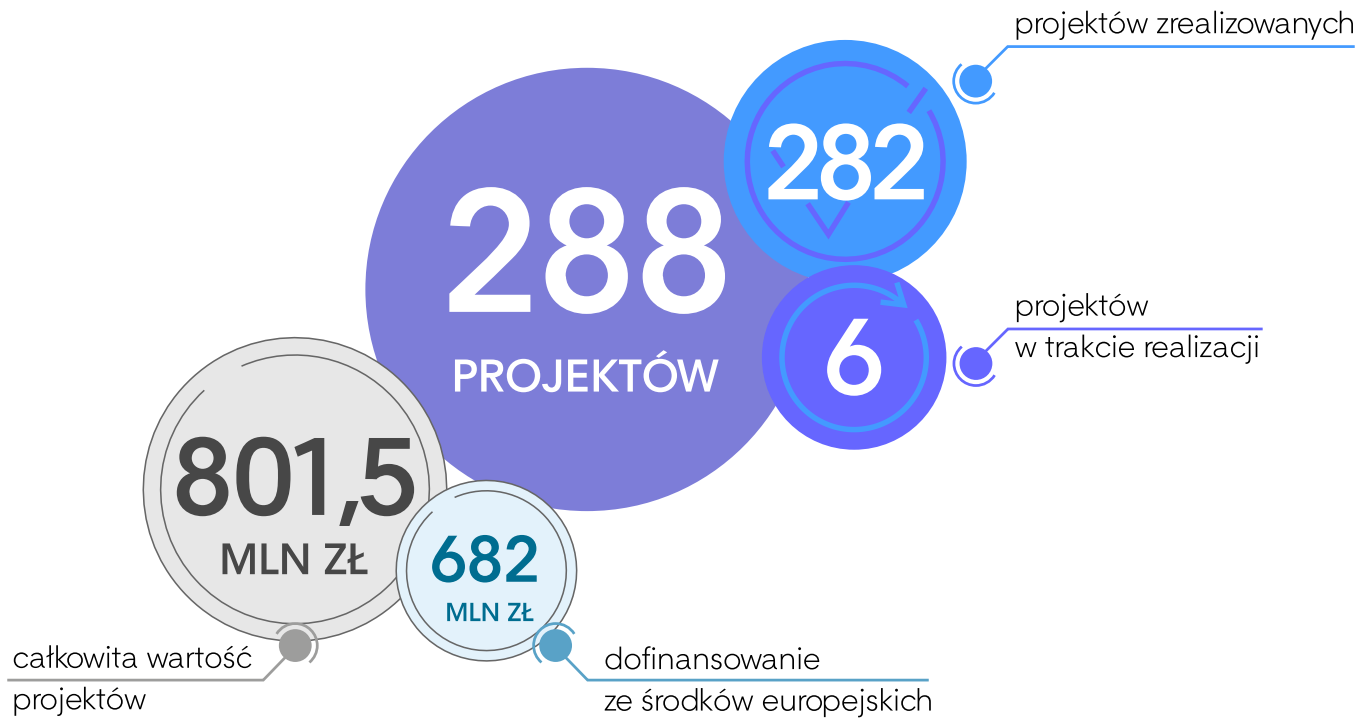 projektów zrealizowanych
282
288
PROJEKTÓW
projektów
w trakcie realizacji
6
801,5
MLN ZŁ
682
MLN ZŁ
całkowita wartość
projektów
dofinansowanie
ze środków europejskich